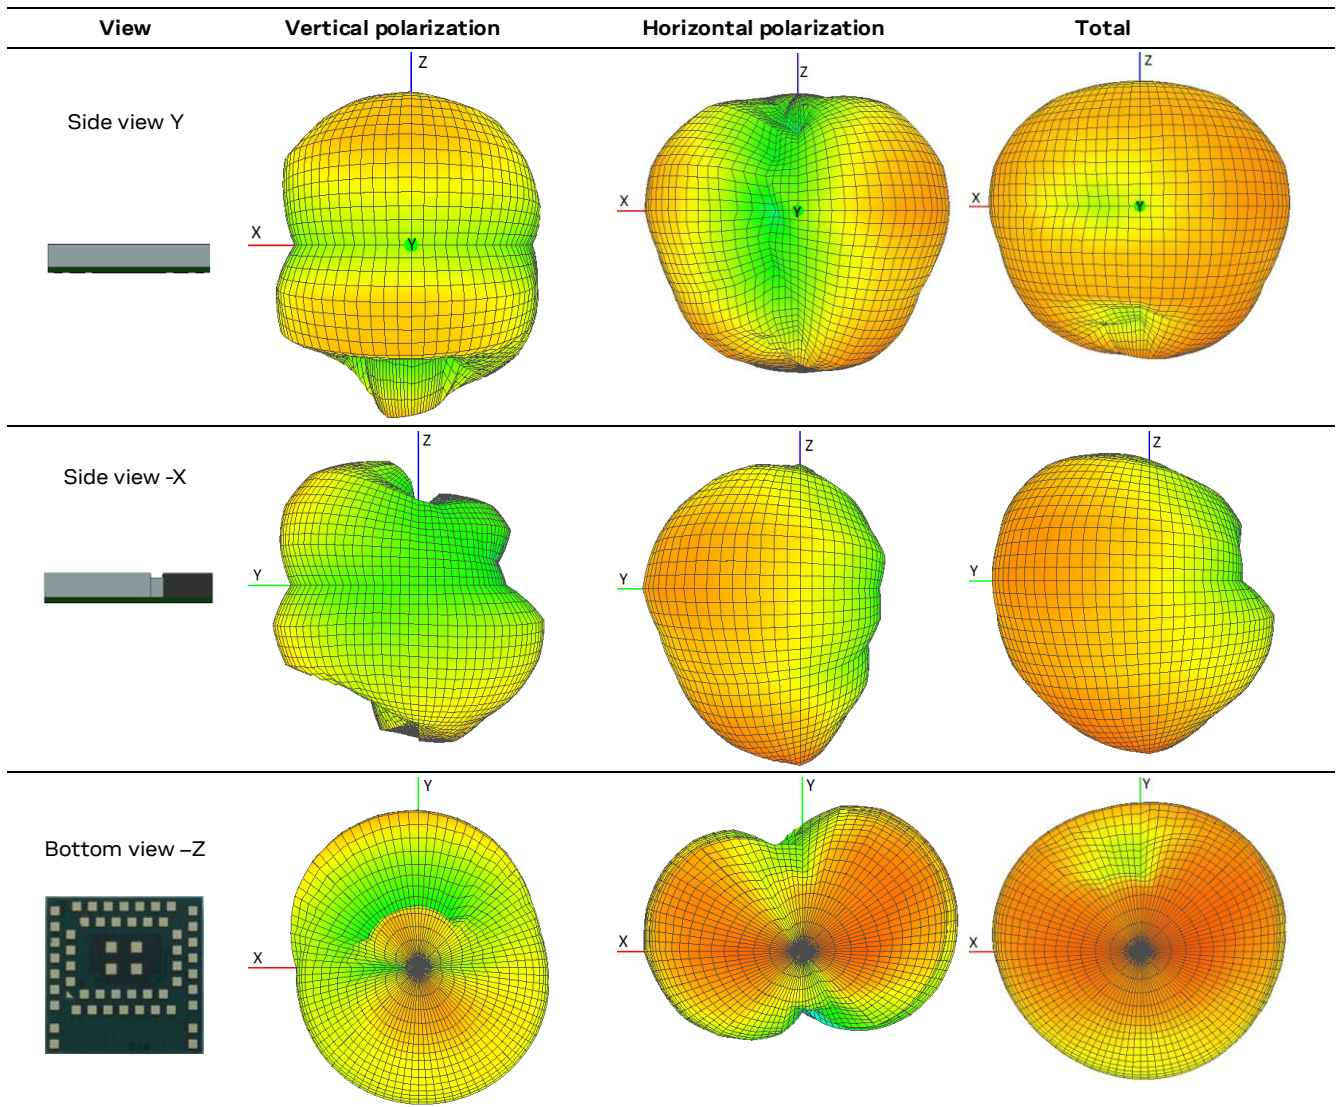 View Vertical polarization Horizontal polarization Total
Side view Y
Z
X
Y
Z
X
Y
Z
X
Y
Side view -X
Z
Y
Z
Y
Z
Y
Bottom view –Z
Y
X
Y
X
Y
X